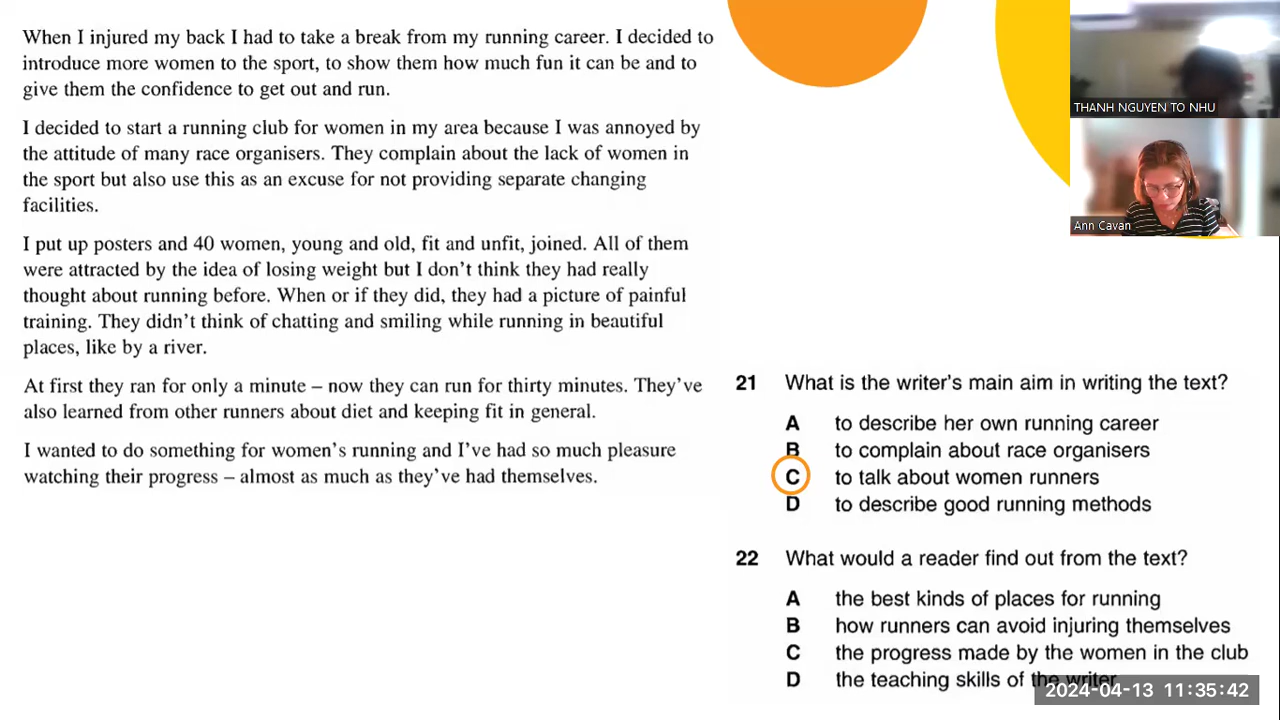 When I injured my back I had to take a break from my running career. I decided to
introduce more women to the sport, to show them how much fun it can be and to
give them the confidence to get out and run.
I decided to start a running club for women in my area because I was annoyed by
the attitude of many race organisers. They complain about the lack of women in
the sport but also use this as an excuse for not providing separate changing
facilities.
I put up posters and 40 women, young and old, fit and unfit, joined. All of them
were attracted by the idea of losing weight but I don't think they had really
thought about running before. When or if they did, they had a picture of painful
training. They didn't think of chatting and smiling while running in beautiful
places, like by a river.
At first they ran for only a minute – now they can run for thirty minutes. They've
also learned from other runners about diet and keeping fit in general.
I wanted to do something for women's running and I've had so much pleasure
watching their progress – almost as much as they've had themselves.
THANH NGUYEN TO NHU
Ann Cavan
21 What is the writer's main aim in writing the text?
A to describe her own running career
B to complain about race organisers
C to talk about women runners
D to describe good running methods
22 What would a reader find out from the text?
A the best kinds of places for running
B how runners can avoid injuring themselves
C the progress made by the women in the club
D the teaching skills of the writer
2024-04-13 11:35:42